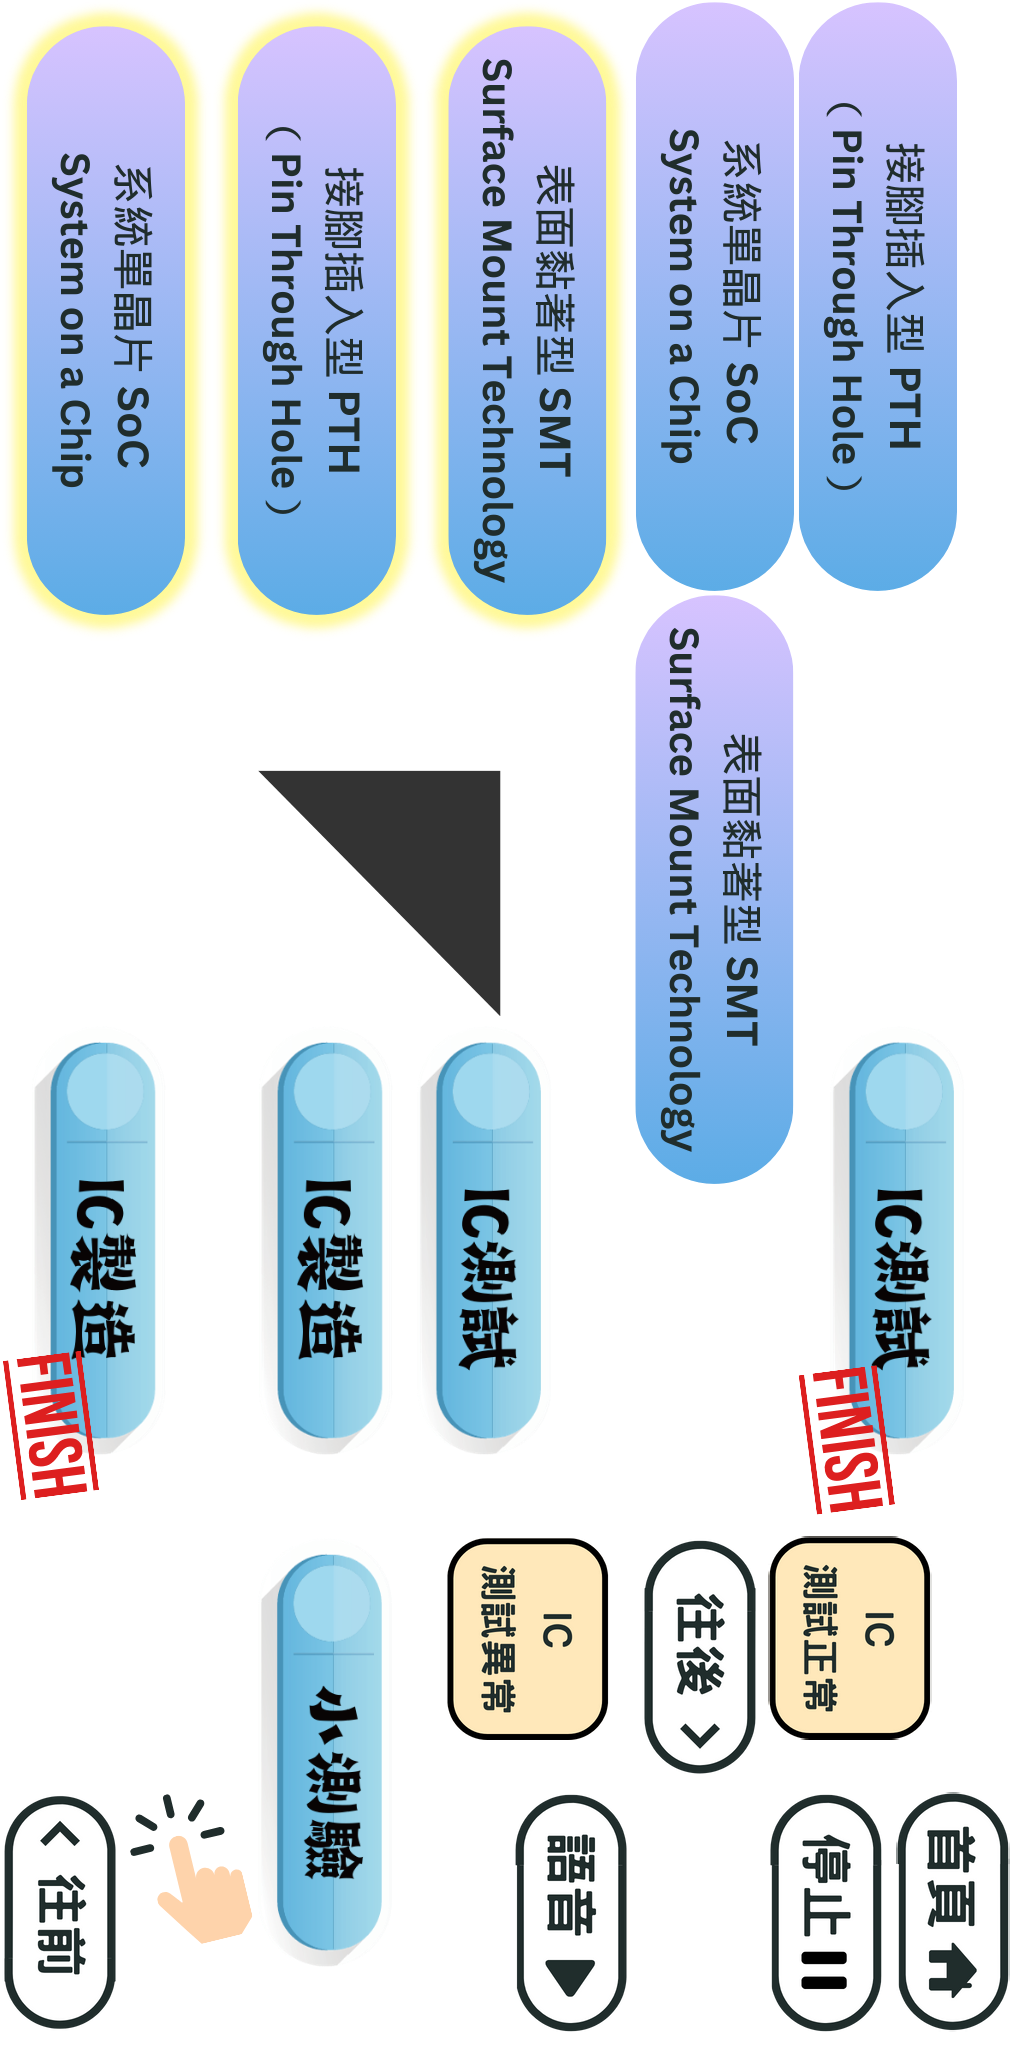 接腳插入型 PTH
( Pin Through Hole )
系統單晶片 SoC
System on a Chip
表面黏著型 SMT
Surface Mount Technology
表面黏著型 SMT
Surface Mount Technology
接腳插入型 PTH
( Pin Through Hole )
系統單晶片 SoC
System on a Chip
IC測試
FINISH
IC測試
IC製造
IC製造
FINISH
首頁
停止
IC
測試正常
往後 >
IC
測試異常
語音
小測驗
< 往前